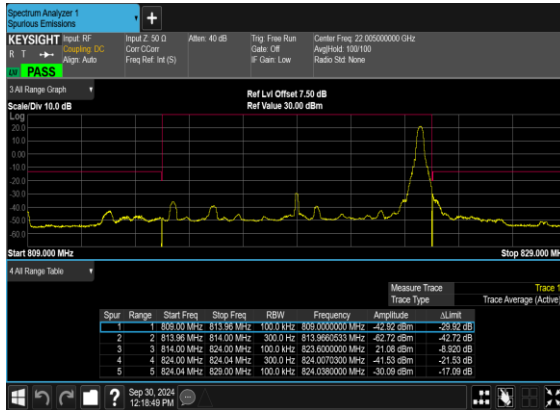 Spectrum Analyzer 1
Spurious Emissions
+
KEYSIGHT Input: RF Input Z: 50 Ω Atten: 40 dB Trig: Free Run Center Freq: 22.005000000 GHz
R T Coupling: DC Corr CCorr Gate: Off Avg|Hold: 100/100
Align: Auto Freq Ref: Int (S) IF Gain: Low Radio Std: None
PASS
3 All Range Graph
Ref Lvl Offset 7.50 dB
Scale/Div 10.0 dB Ref Value 30.00 dBm
Log
20.0
10.0
0.00
-10.0
-20.0
-30.0
-40.0
-50.0
-60.0
Start 809.000 MHz Stop 829.000 MH
4 All Range Table
Measure Trace Trace 1
Trace Type Trace Average (Active)
Spur Range Start Freq Stop Freq RBW Frequency Amplitude ΔLimit
1 1 809.00 MHz 813.96 MHz 100.0 kHz 809.0000000 MHz -42.92 dBm -29.92 dB
2 2 813.96 MHz 814.00 MHz 300.0 Hz 813.9660533 MHz -62.72 dBm -42.72 dB
3 3 814.00 MHz 824.00 MHz 100.0 kHz 823.6000000 MHz 21.08 dBm -8.920 dB
4 4 824.00 MHz 824.04 MHz 300.0 Hz 824.0070300 MHz -41.53 dBm -21.53 dB
5 5 824.04 MHz 829.00 MHz 100.0 kHz 824.0380000 MHz -30.09 dBm -17.09 dB
? Sep 30, 2024
12:18:49 PM